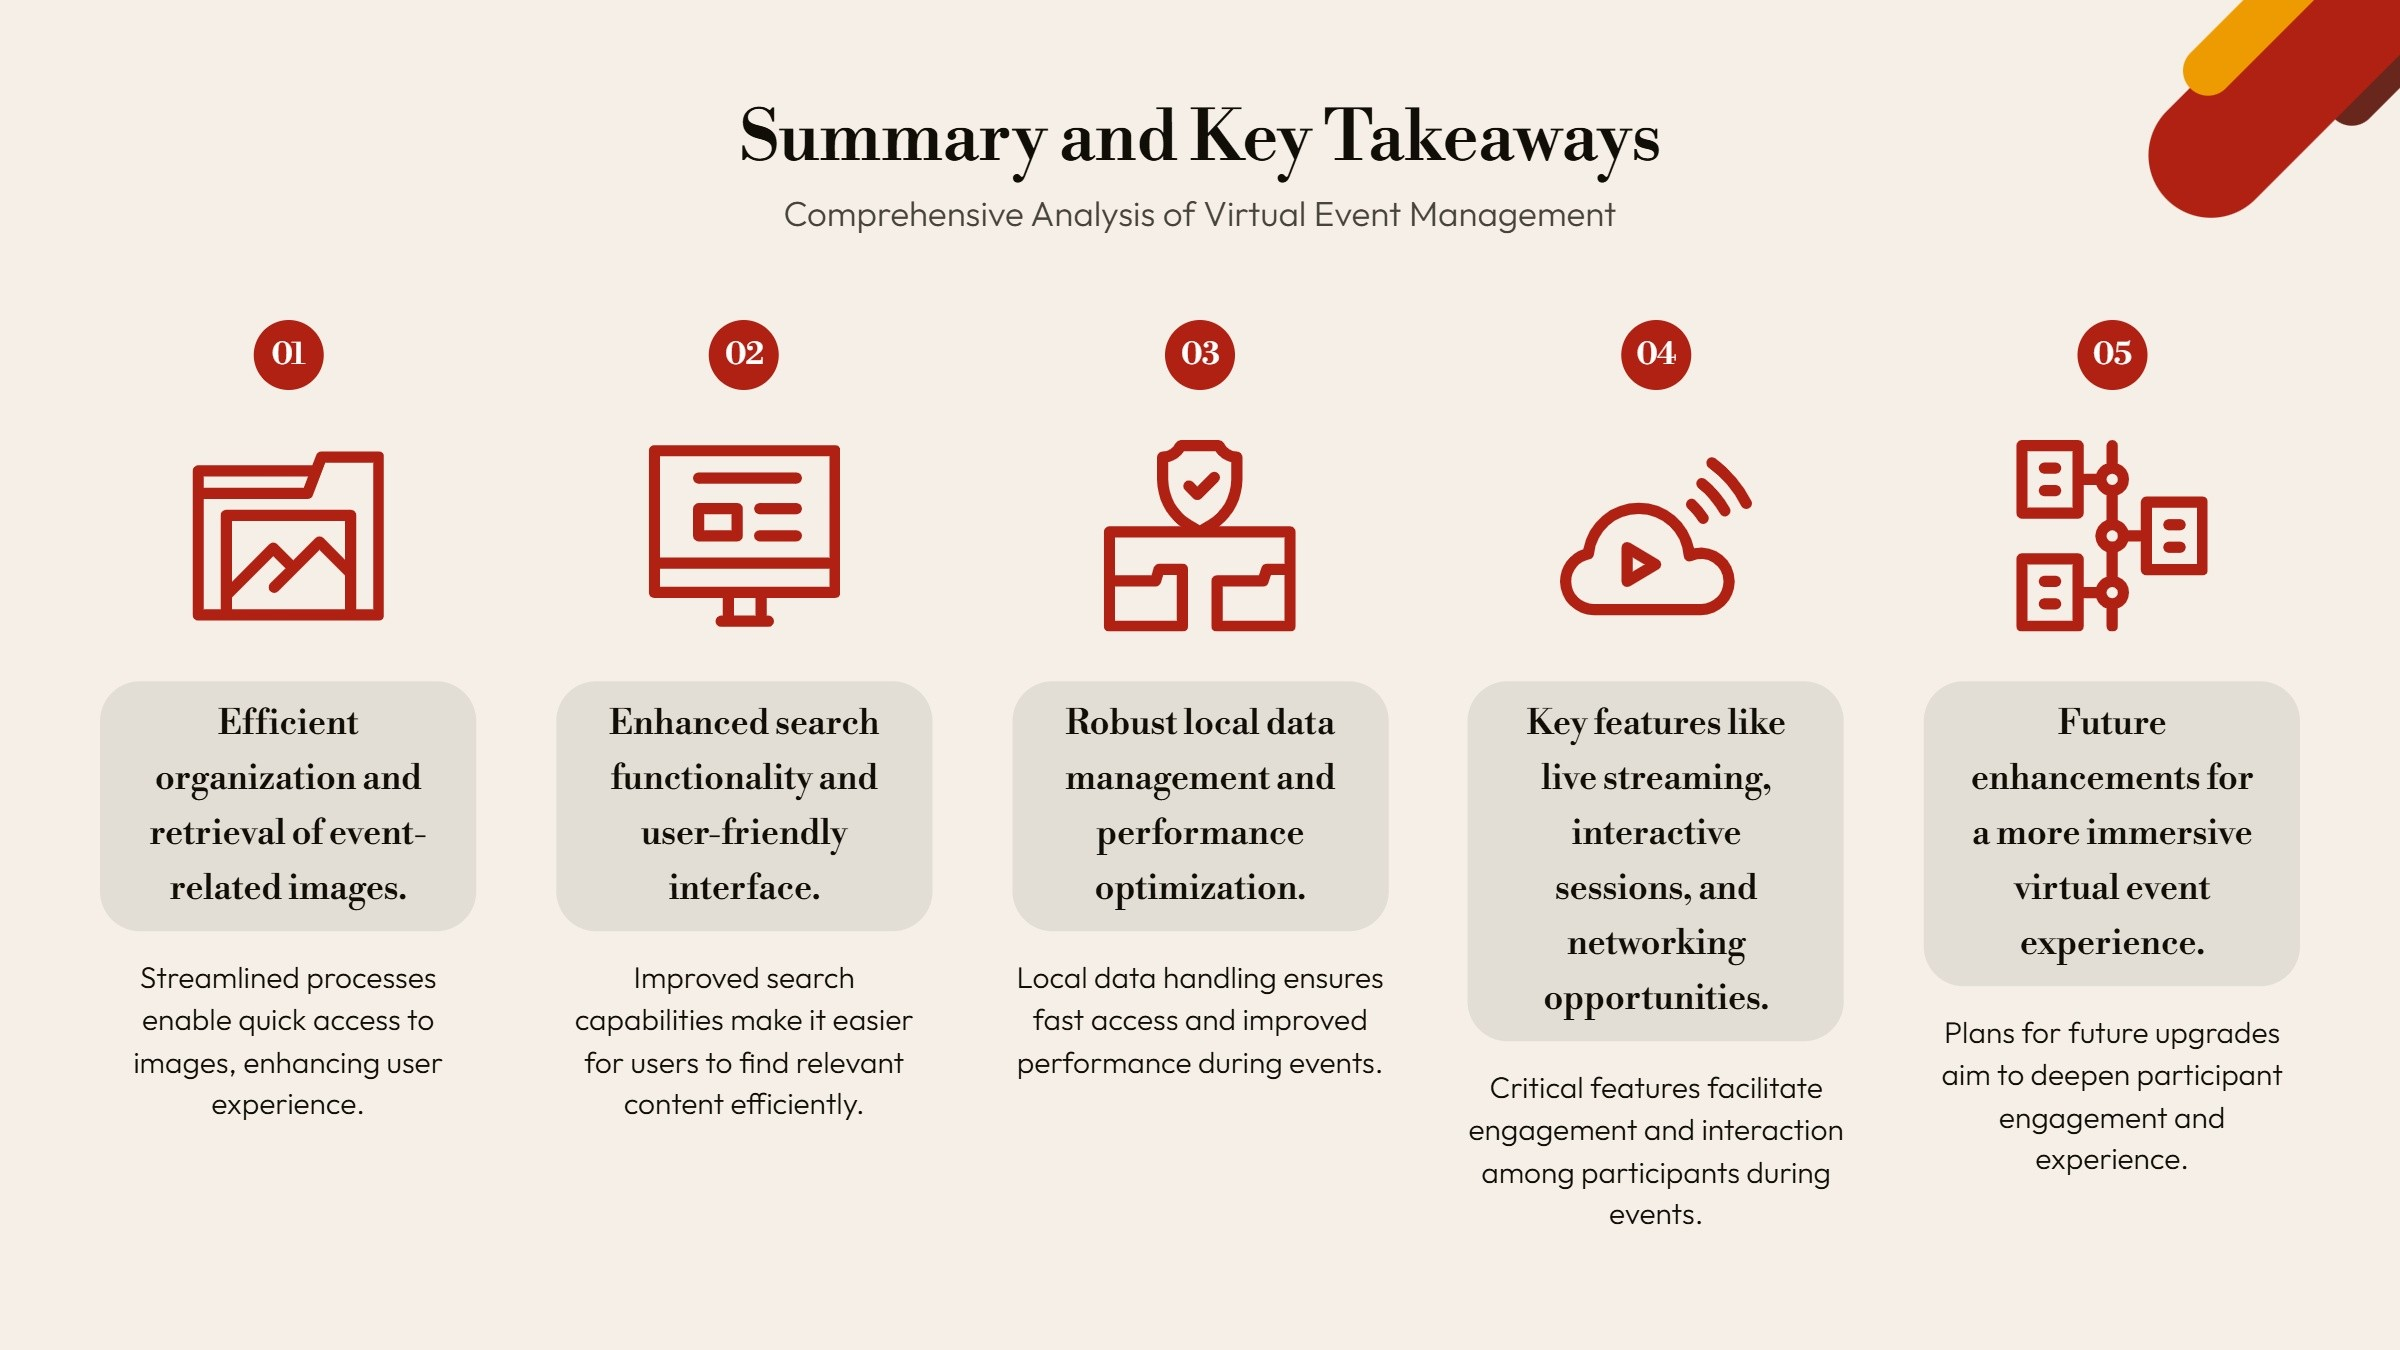 Summary and Key Takeaways
Comprehensive Analysis of Virtual Event Management
01
Efficient
organization and
retrieval of event-
related images.
Streamlined processes
enable quick access to
images, enhancing user
experience.
02
Enhanced search
functionality and
user-friendly
interface.
Improved search
capabilities make it easier
for users to find relevant
content efficiently.
03
Robust local data
management and
performance
optimization.
Local data handling ensures
fast access and improved
performance during events.
04
Key features like
live streaming,
interactive
sessions, and
networking
opportunities.
Critical features facilitate
engagement and interaction
among participants during
events.
05
Future
enhancements for
a more immersive
virtual event
experience.
Plans for future upgrades
aim to deepen participant
engagement and
experience.